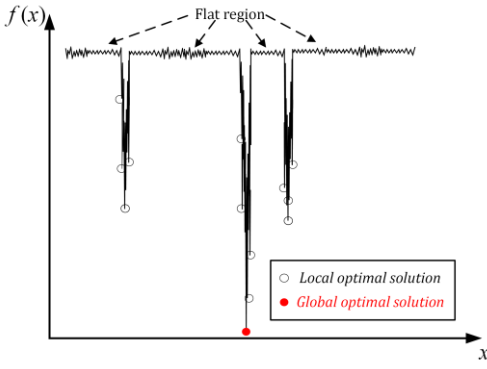 f(x)
Flat region
Local optimal solution
Global optimal solution
x